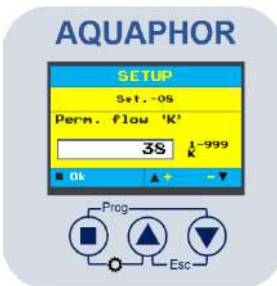 AQUAPHOR
SETUP
Set.-08
Perm. flow 'K'
38 1-999
K
■ Ok ▲+ -▼
Prog
Esc